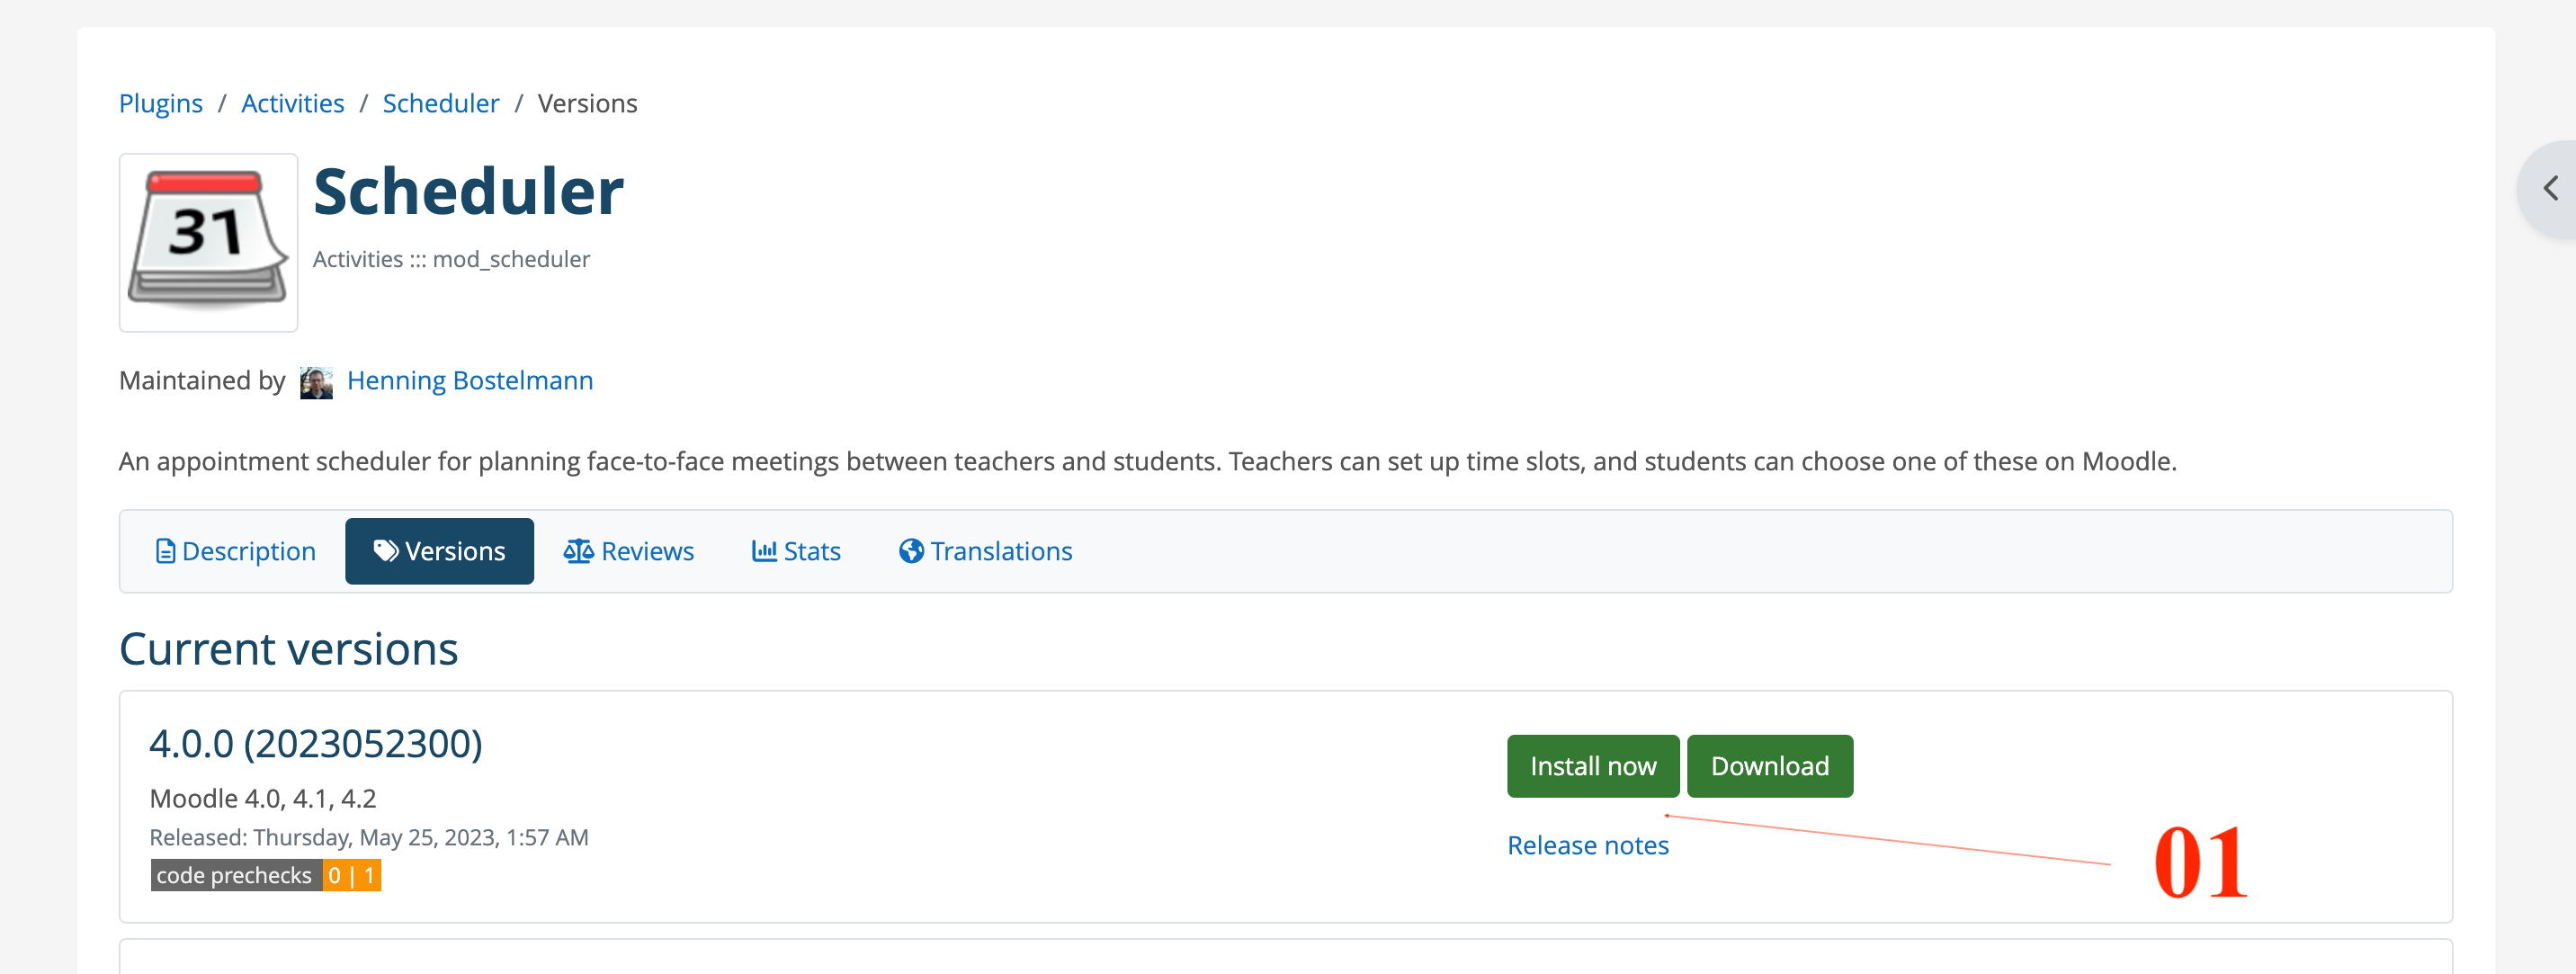 Plugins / Activities / Scheduler / Versions
31
Scheduler
Activities ::: mod_scheduler
Maintained by Henning Bostelmann
An appointment scheduler for planning face-to-face meetings between teachers and students. Teachers can set up time slots, and students can choose one of these on Moodle.
Description Versions Reviews Stats Translations
Current versions
4.0.0 (2023052300)
Install now Download
Moodle 4.0, 4.1, 4.2
Released: Thursday, May 25, 2023, 1:57 AM
Release notes
code prechecks 0 | 1
01